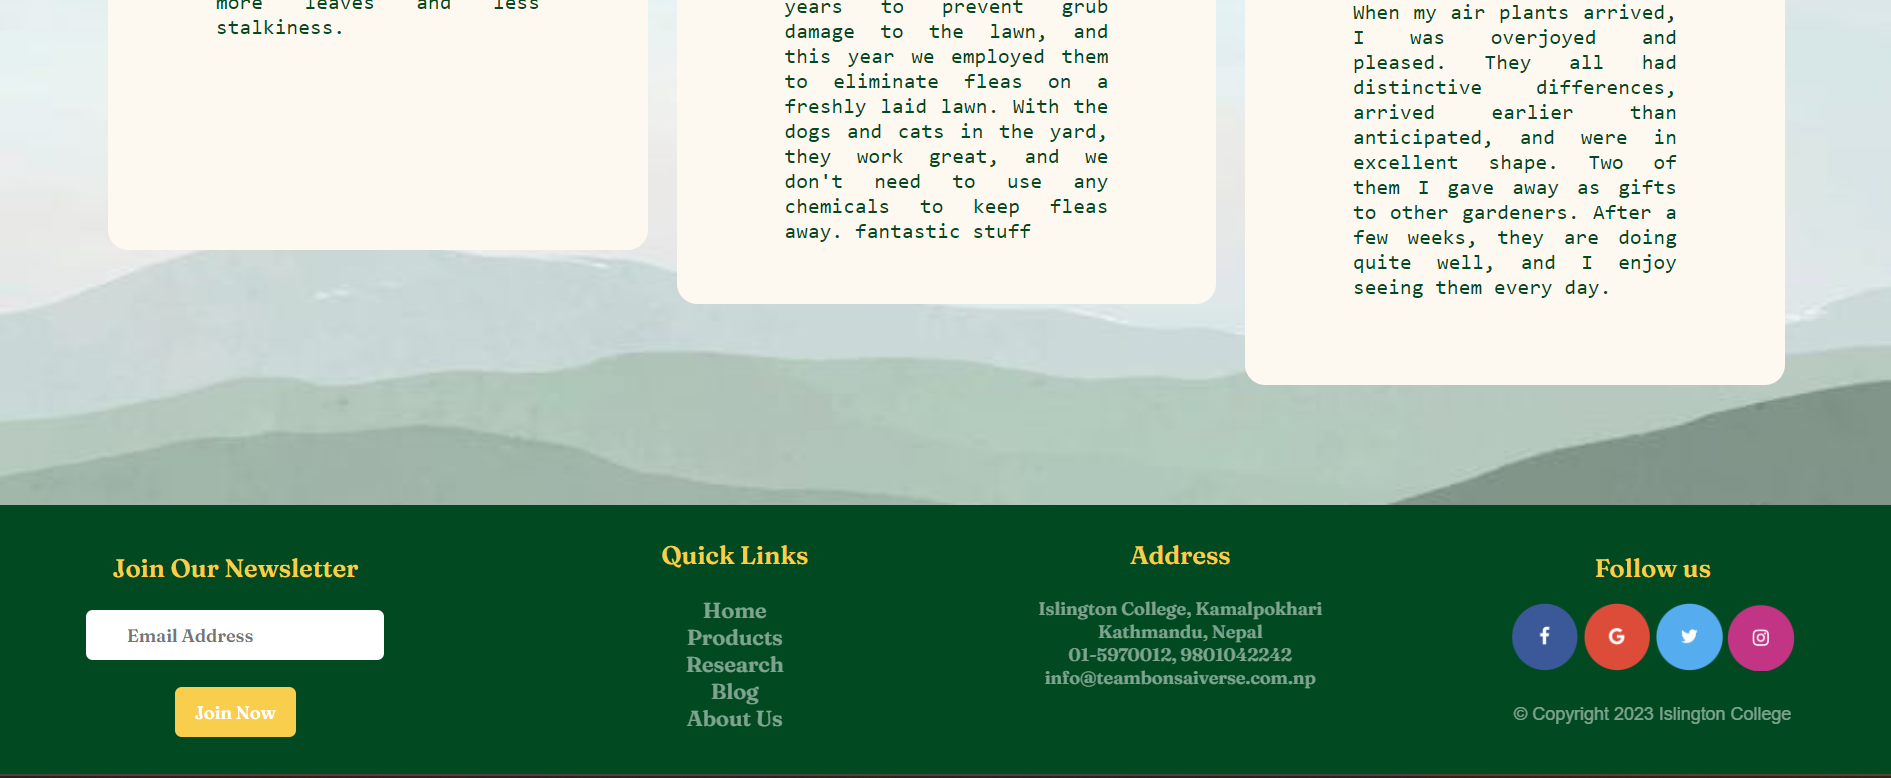 more leaves and less
stalkiness.
years to prevent grub
damage to the lawn, and
this year we employed them
to eliminate fleas on a
freshly laid lawn. With the
dogs and cats in the yard,
they work great, and we
don't need to use any
chemicals to keep fleas
away. fantastic stuff
When my air plants arrived,
I was overjoyed and
pleased. They all had
distinctive differences,
arrived earlier than
anticipated, and were in
excellent shape. Two of
them I gave away as gifts
to other gardeners. After a
few weeks, they are doing
quite well, and I enjoy
seeing them every day.
Join Our Newsletter
Email Address
Join Now
Quick Links
Home
Products
Research
Blog
About Us
Address
Islington College, Kamalpokhari
Kathmandu, Nepal
01-5970012, 9801042242
info@teambonsaiverse.com.np
Follow us
f
G
© Copyright 2023 Islington College